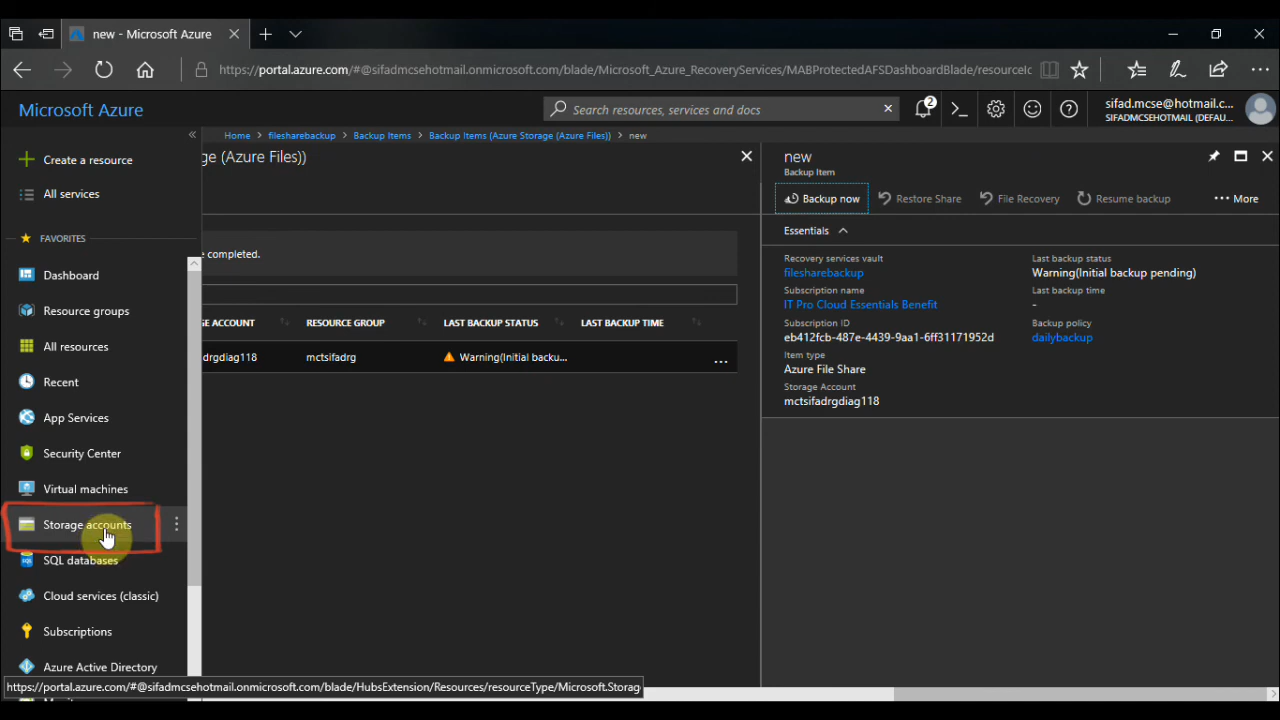 new - Microsoft Azure
https://portal.azure.com/#@sifadmcsehotmail.onmicrosoft.com/blade/Microsoft_Azure_RecoveryServices/MABProtectedAFSDashboardBlade/resourceIc
Microsoft Azure
Search resources, services and docs
2
sifad.mcse@hotmail.c...
SIFADMCSEHOTMAIL (DEFAU...
Home > filesharebackup > Backup Items > Backup Items (Azure Storage (Azure Files)) > new
Create a resource
All services
FAVORITES
Dashboard
Resource groups
All resources
Recent
App Services
Security Center
Virtual machines
Storage accounts
SQL databases
Cloud services (classic)
Subscriptions
Azure Active Directory
https://portal.azure.com/#@sifadmcsehotmail.onmicrosoft.com/blade/HubsExtension/Resources/resourceType/Microsoft.Storag
ge (Azure Files))
e completed.
GE ACCOUNT RESOURCE GROUP LAST BACKUP STATUS LAST BACKUP TIME
drgdiag118 mctsifadrg Warning(Initial backu... ...
new
Backup Item
Backup now Restore Share File Recovery Resume backup ... More
Essentials
Recovery services vault
filesharebackup
Subscription name
IT Pro Cloud Essentials Benefit
Subscription ID
eb412fcb-487e-4439-9aa1-6ff31171952d
Item type
Azure File Share
Storage Account
mctsifadrgdiag118
Last backup status
Warning(Initial backup pending)
Last backup time
-
Backup policy
dailybackup